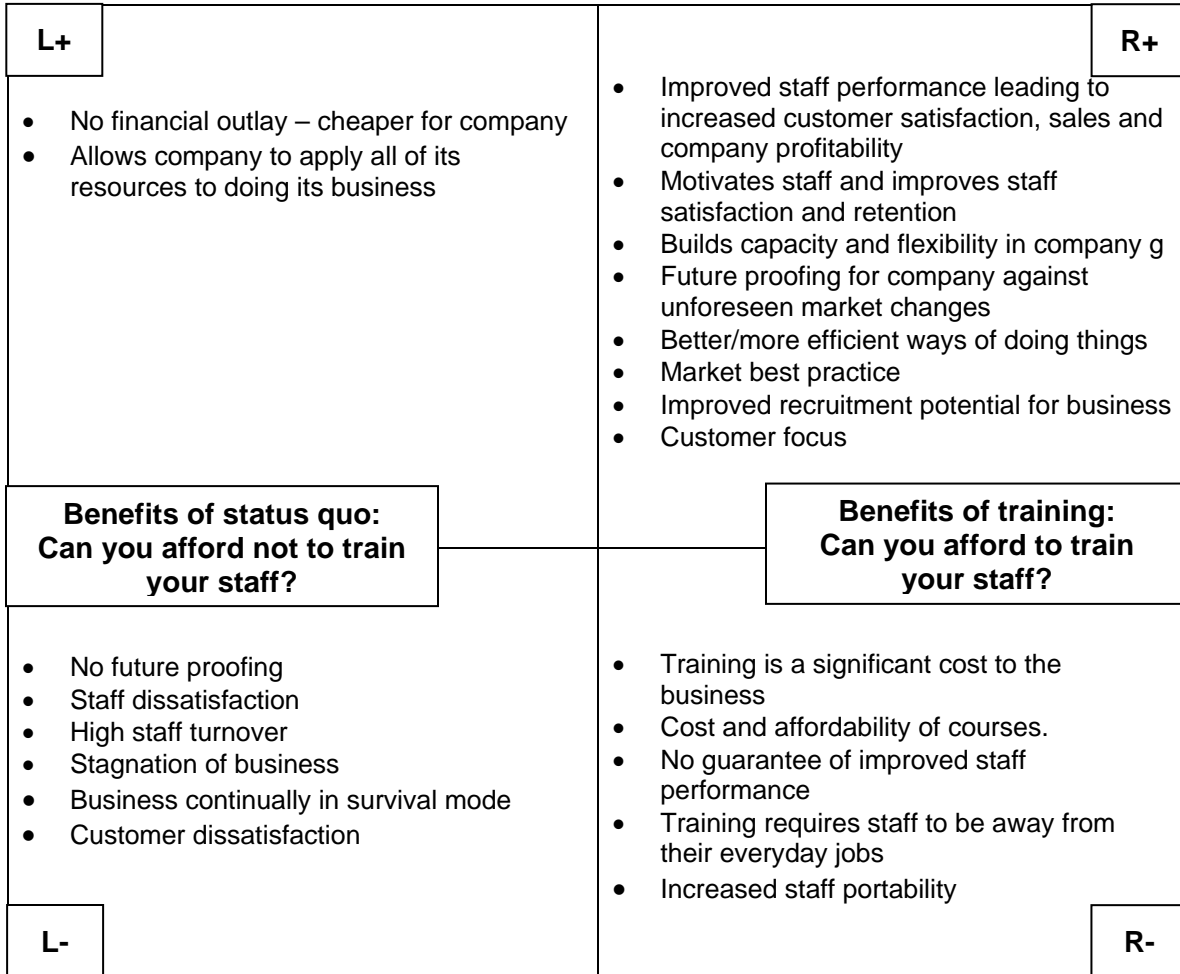 L+
• No financial outlay – cheaper for company
• Allows company to apply all of its
resources to doing its business
R+
• Improved staff performance leading to
increased customer satisfaction, sales and
company profitability
• Motivates staff and improves staff
satisfaction and retention
• Builds capacity and flexibility in company g
• Future proofing for company against
unforeseen market changes
• Better/more efficient ways of doing things
• Market best practice
• Improved recruitment potential for business
• Customer focus
Benefits of status quo:
Can you afford not to train
your staff?
Benefits of training:
Can you afford to train
your staff?
• No future proofing
• Staff dissatisfaction
• High staff turnover
• Stagnation of business
• Business continually in survival mode
• Customer dissatisfaction
L-
• Training is a significant cost to the
business
• Cost and affordability of courses.
• No guarantee of improved staff
performance
• Training requires staff to be away from
their everyday jobs
• Increased staff portability
R-